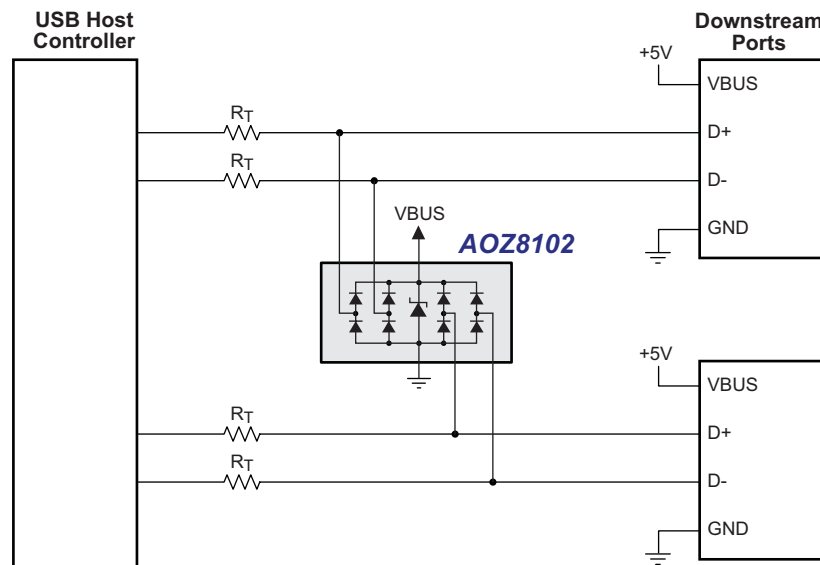 USB Host
Controller
Downstream
Ports
+5V
VBUS
RT
D+
RT
D-
VBUS
GND
AOZ8102
+5V
VBUS
RT
D+
RT
D-
GND